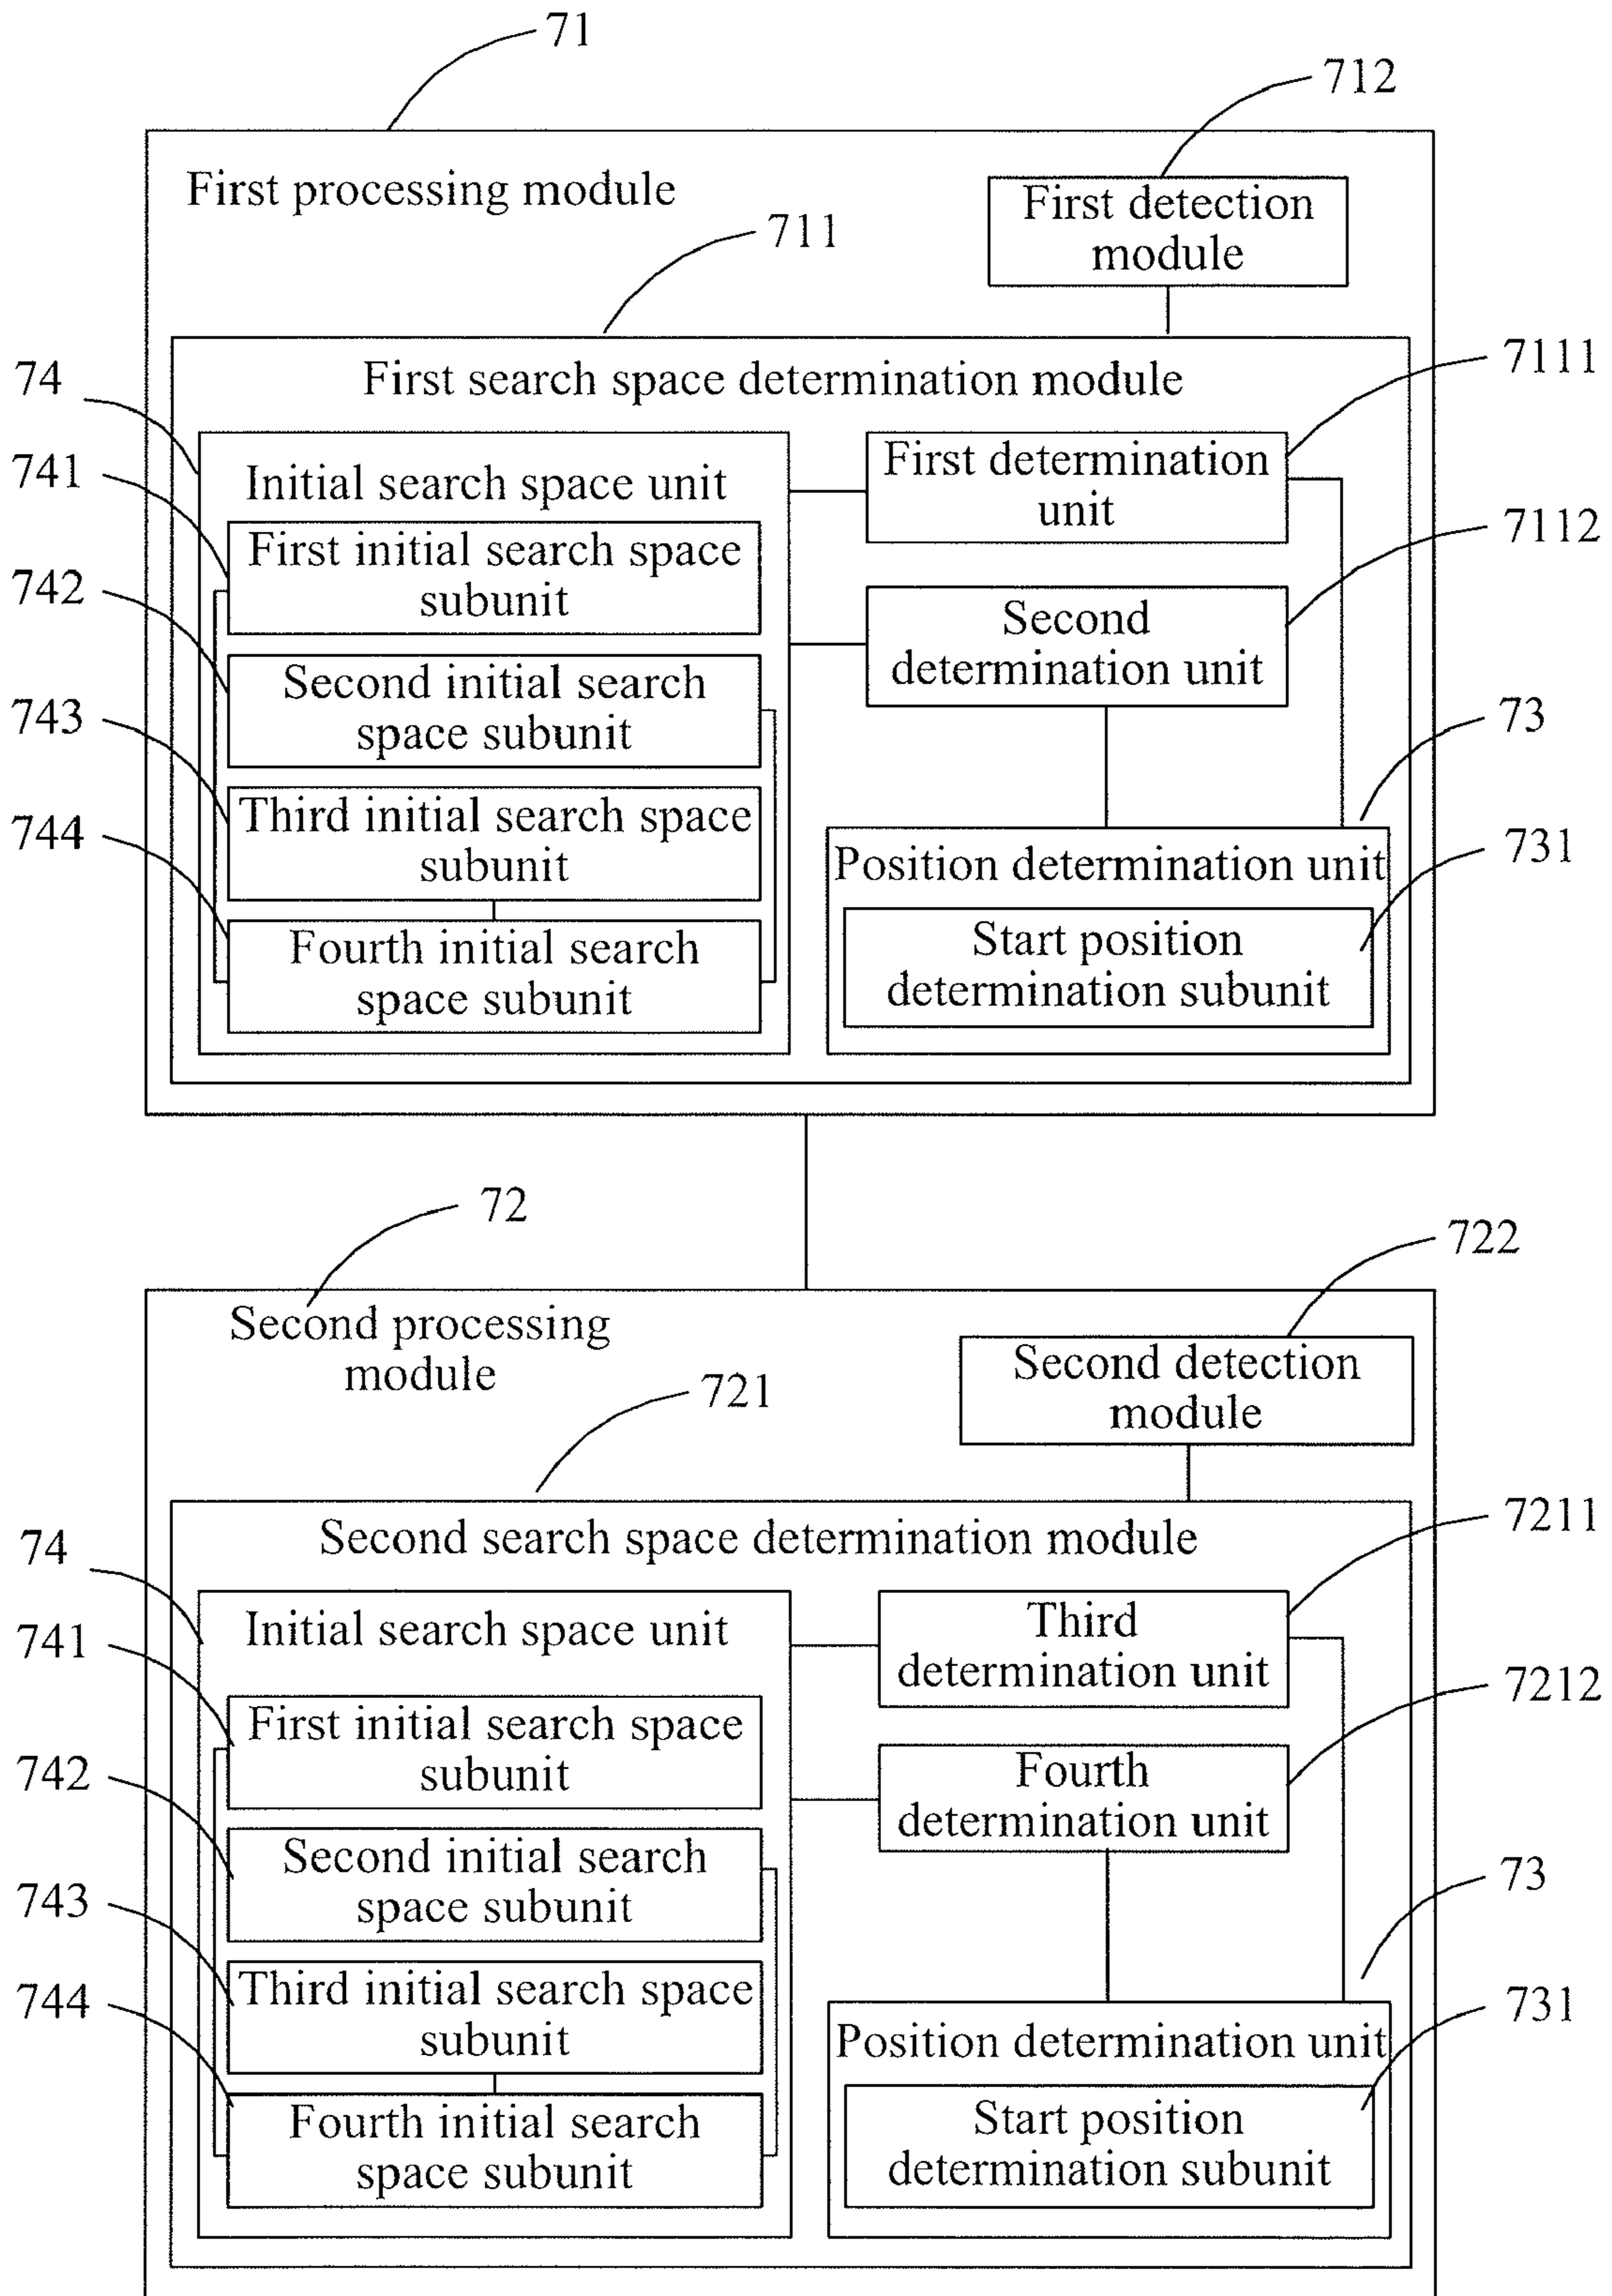 71
712
First processing module
First detection
module
711
First search space determination module
7111
74
741
Initial search space unit
First determination
unit
7112
First initial search space
subunit
742
Second
determination unit
Second initial search
space subunit
743
73
Third initial search space
subunit
744
731
Position determination unit
Fourth initial search
space subunit
Start position
determination subunit
72
722
Second processing
module
Second detection
module
721
7211
Second search space determination module
74
741
Initial search space unit
Third
determination unit
7212
First initial search space
subunit
742
Fourth
determination unit
Second initial search
space subunit
743
73
Third initial search space
subunit
744
731
Position determination unit
Fourth initial search
space subunit
Start position
determination subunit